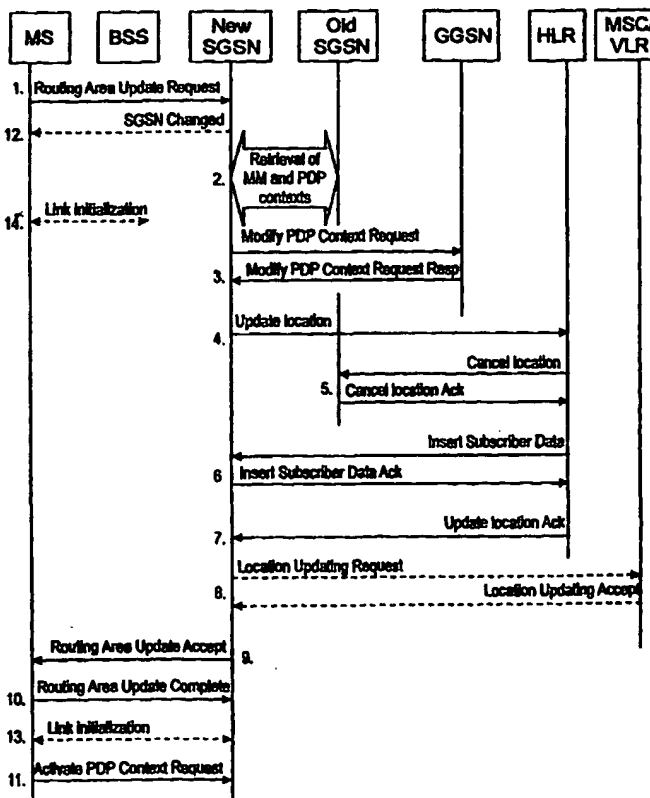 MS
BSS
New
SGSN
Old
SGSN
GGSN
HLR
MSC/
VLR
1. Routing Area Update Request
12. SGSN Changed
2. Retrieval of
MM and PDP
contexts
14. Link initialization
Modify PDP Context Request
3. Modify PDP Context Request Resp
4. Update location
Cancel location
5. Cancel location Ack
Insert Subscriber Data
6 Insert Subscriber Data Ack
7. Update location Ack
Location Updating Request
8. Location Updating Accept
Routing Area Update Accept 9.
10. Routing Area Update Complete
13. Link initialization
11. Activate PDP Context Request